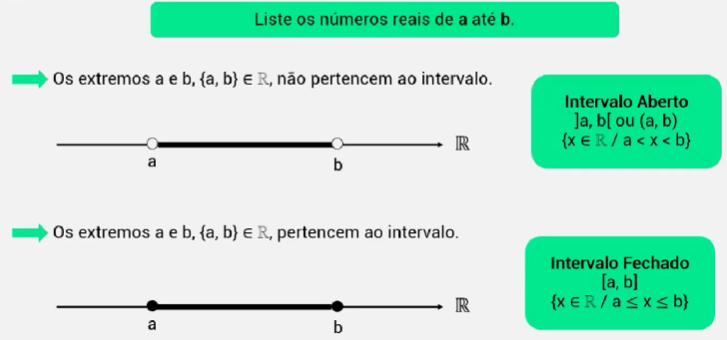 Liste os números reais de a até b.
Os extremos a e b, {a, b} ∈ ℝ, não pertencem ao intervalo.
Intervalo Aberto
]a, b[ ou (a, b)
{x ∈ ℝ / a < x < b}
ℝ
a
b
Os extremos a e b, {a, b} ∈ ℝ, pertencem ao intervalo.
Intervalo Fechado
[a, b]
{x ∈ ℝ / a ≤ x ≤ b}
ℝ
a
b